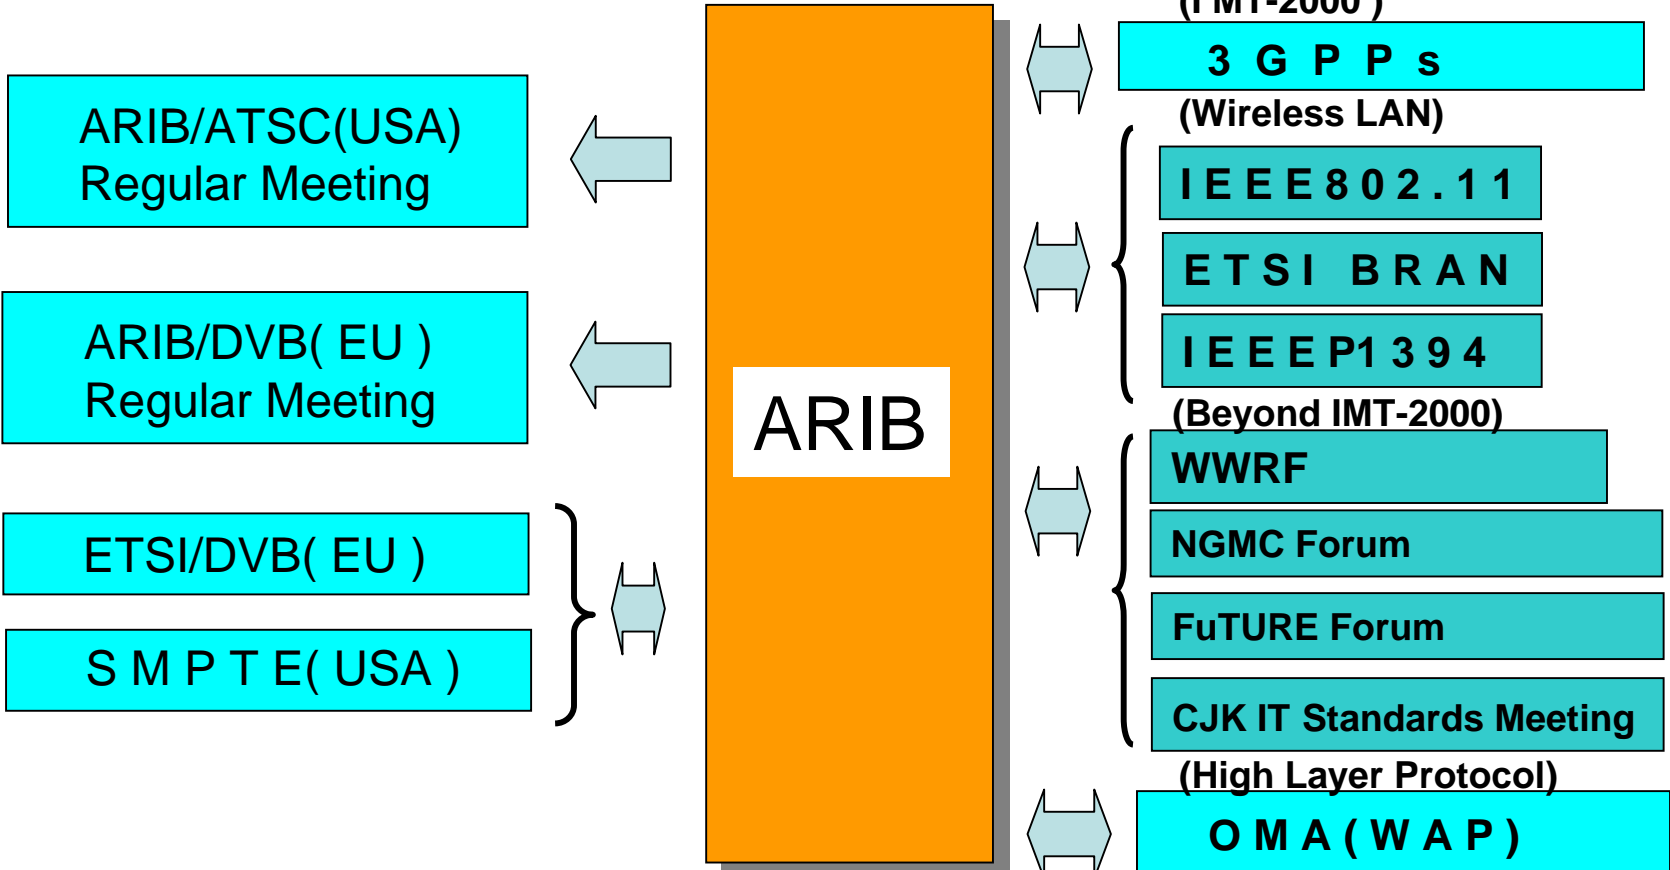 ARIB/ATSC(USA)
Regular Meeting
ARIB/DVB( EU )
Regular Meeting
ETSI/DVB( EU )
S M P T E( USA )
ARIB
3 G P P s
(Wireless LAN)
I E E E 8 0 2 . 1 1
E T S I B R A N
I E E E P1 3 9 4
(Beyond IMT-2000)
WWRF
NGMC Forum
FuTURE Forum
CJK IT Standards Meeting
(High Layer Protocol)
O M A ( W A P )